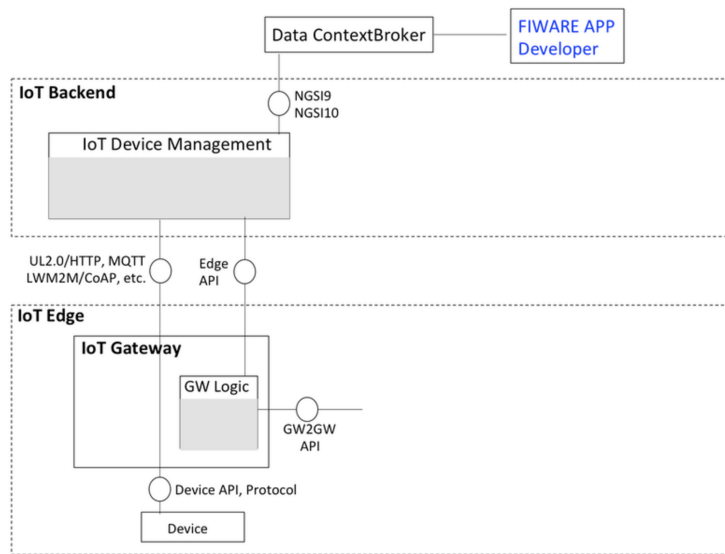 Data ContextBroker
FIWARE APP
Developer
IoT Backend
NGSI9
NGSI10
IoT Device Management
UL2.0/HTTP, MQTT
LWM2M/CoAP, etc.
Edge
API
IoT Edge
IoT Gateway
GW Logic
GW2GW
API
Device API, Protocol
Device